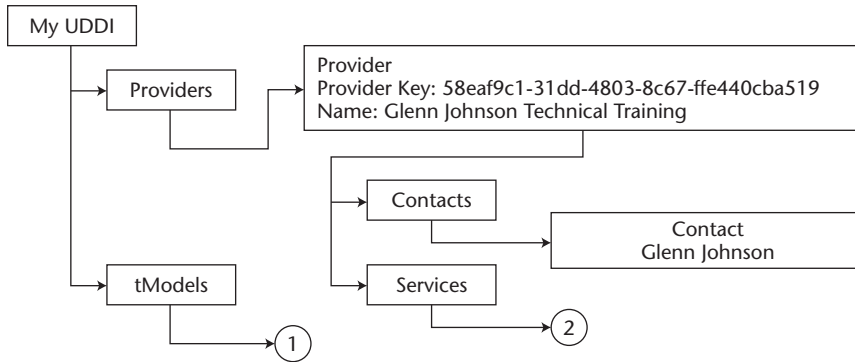 My UDDI
Providers
Provider
Provider Key: 58eaf9c1-31dd-4803-8c67-ffe440cba519
Name: Glenn Johnson Technical Training
Contacts
Contact
Glenn Johnson
tModels
Services
1
2